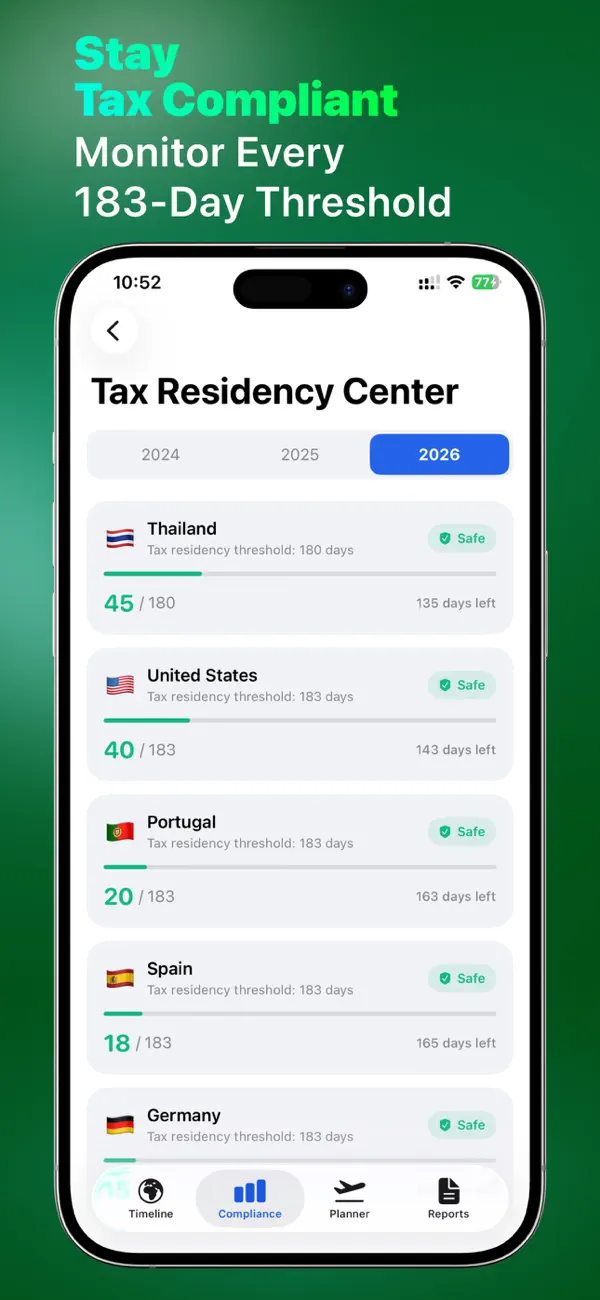 Stay
Tax Compliant
Monitor Every
183-Day Threshold
10:52
77
Tax Residency Center
2024 2025 2026
Thailand
Safe
Tax residency threshold: 180 days
45 / 180
135 days left
United States
Safe
Tax residency threshold: 183 days
40 / 183
143 days left
Portugal
Safe
Tax residency threshold: 183 days
20 / 183
163 days left
Spain
Safe
Tax residency threshold: 183 days
18 / 183
165 days left
Germany
Safe
Tax residency threshold: 183 days
Timeline Compliance Planner Reports